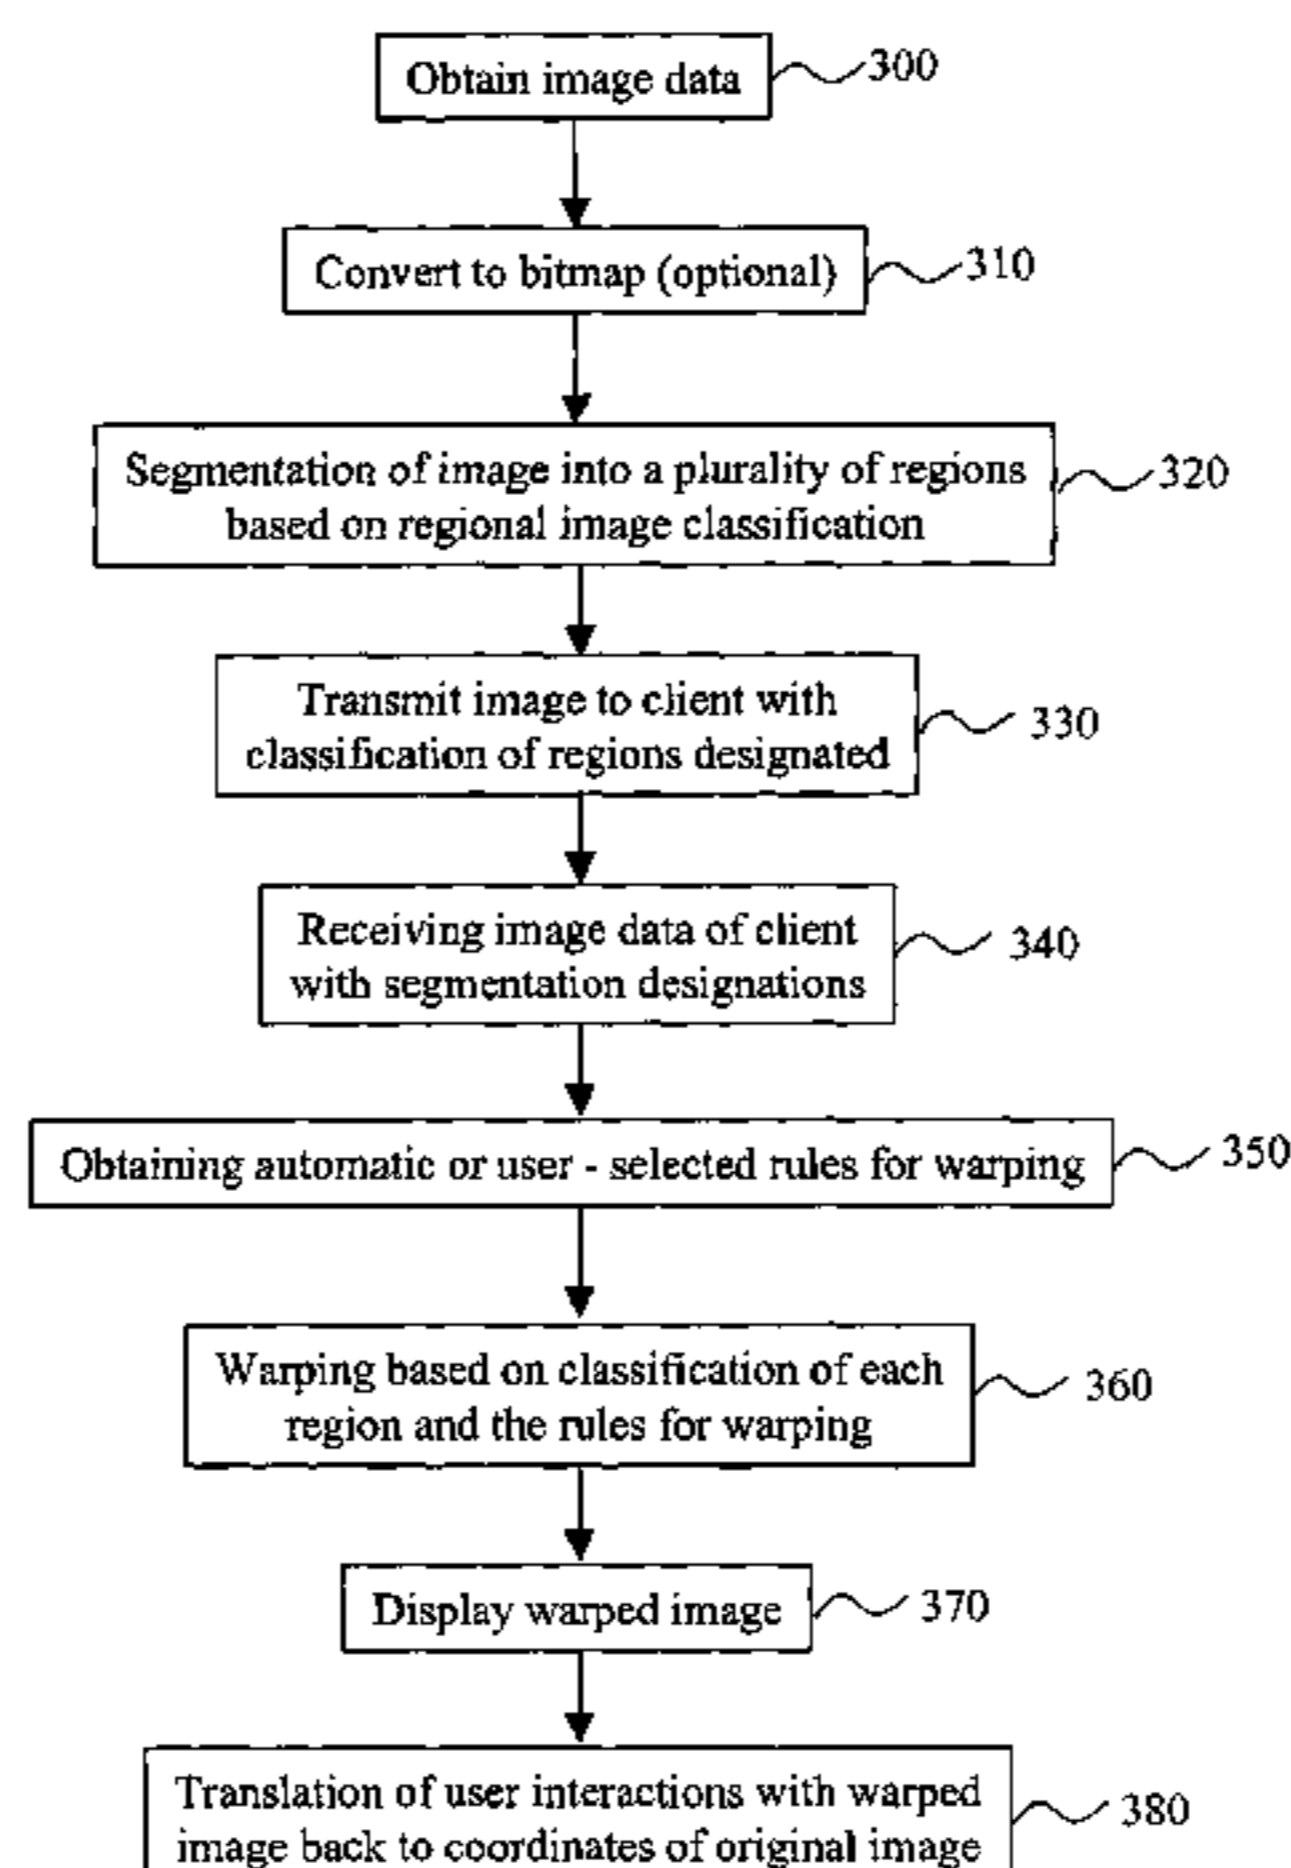 Obtain image data
300
Convert to bitmap (optional)
310
Segmentation of image into a plurality of regions
based on regional image classification
320
Transmit image to client with
classification of regions designated
330
Receiving image data of client
with segmentation designations
340
Obtaining automatic or user - selected rules for warping
350
Warping based on classification of each
region and the rules for warping
360
Display warped image
370
Translation of user interactions with warped
image back to coordinates of original image
380